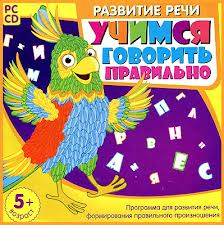 PC
CD
РАЗВИТИЕ РЕЧИ
УЧИМСЯ
ГОВОРИТЬ
ПРАВИЛЬНО
А
Р
П
В
Н
А
Я
Е
С
5+
возраст
Программа для развития речи,
формирования правильного произношения